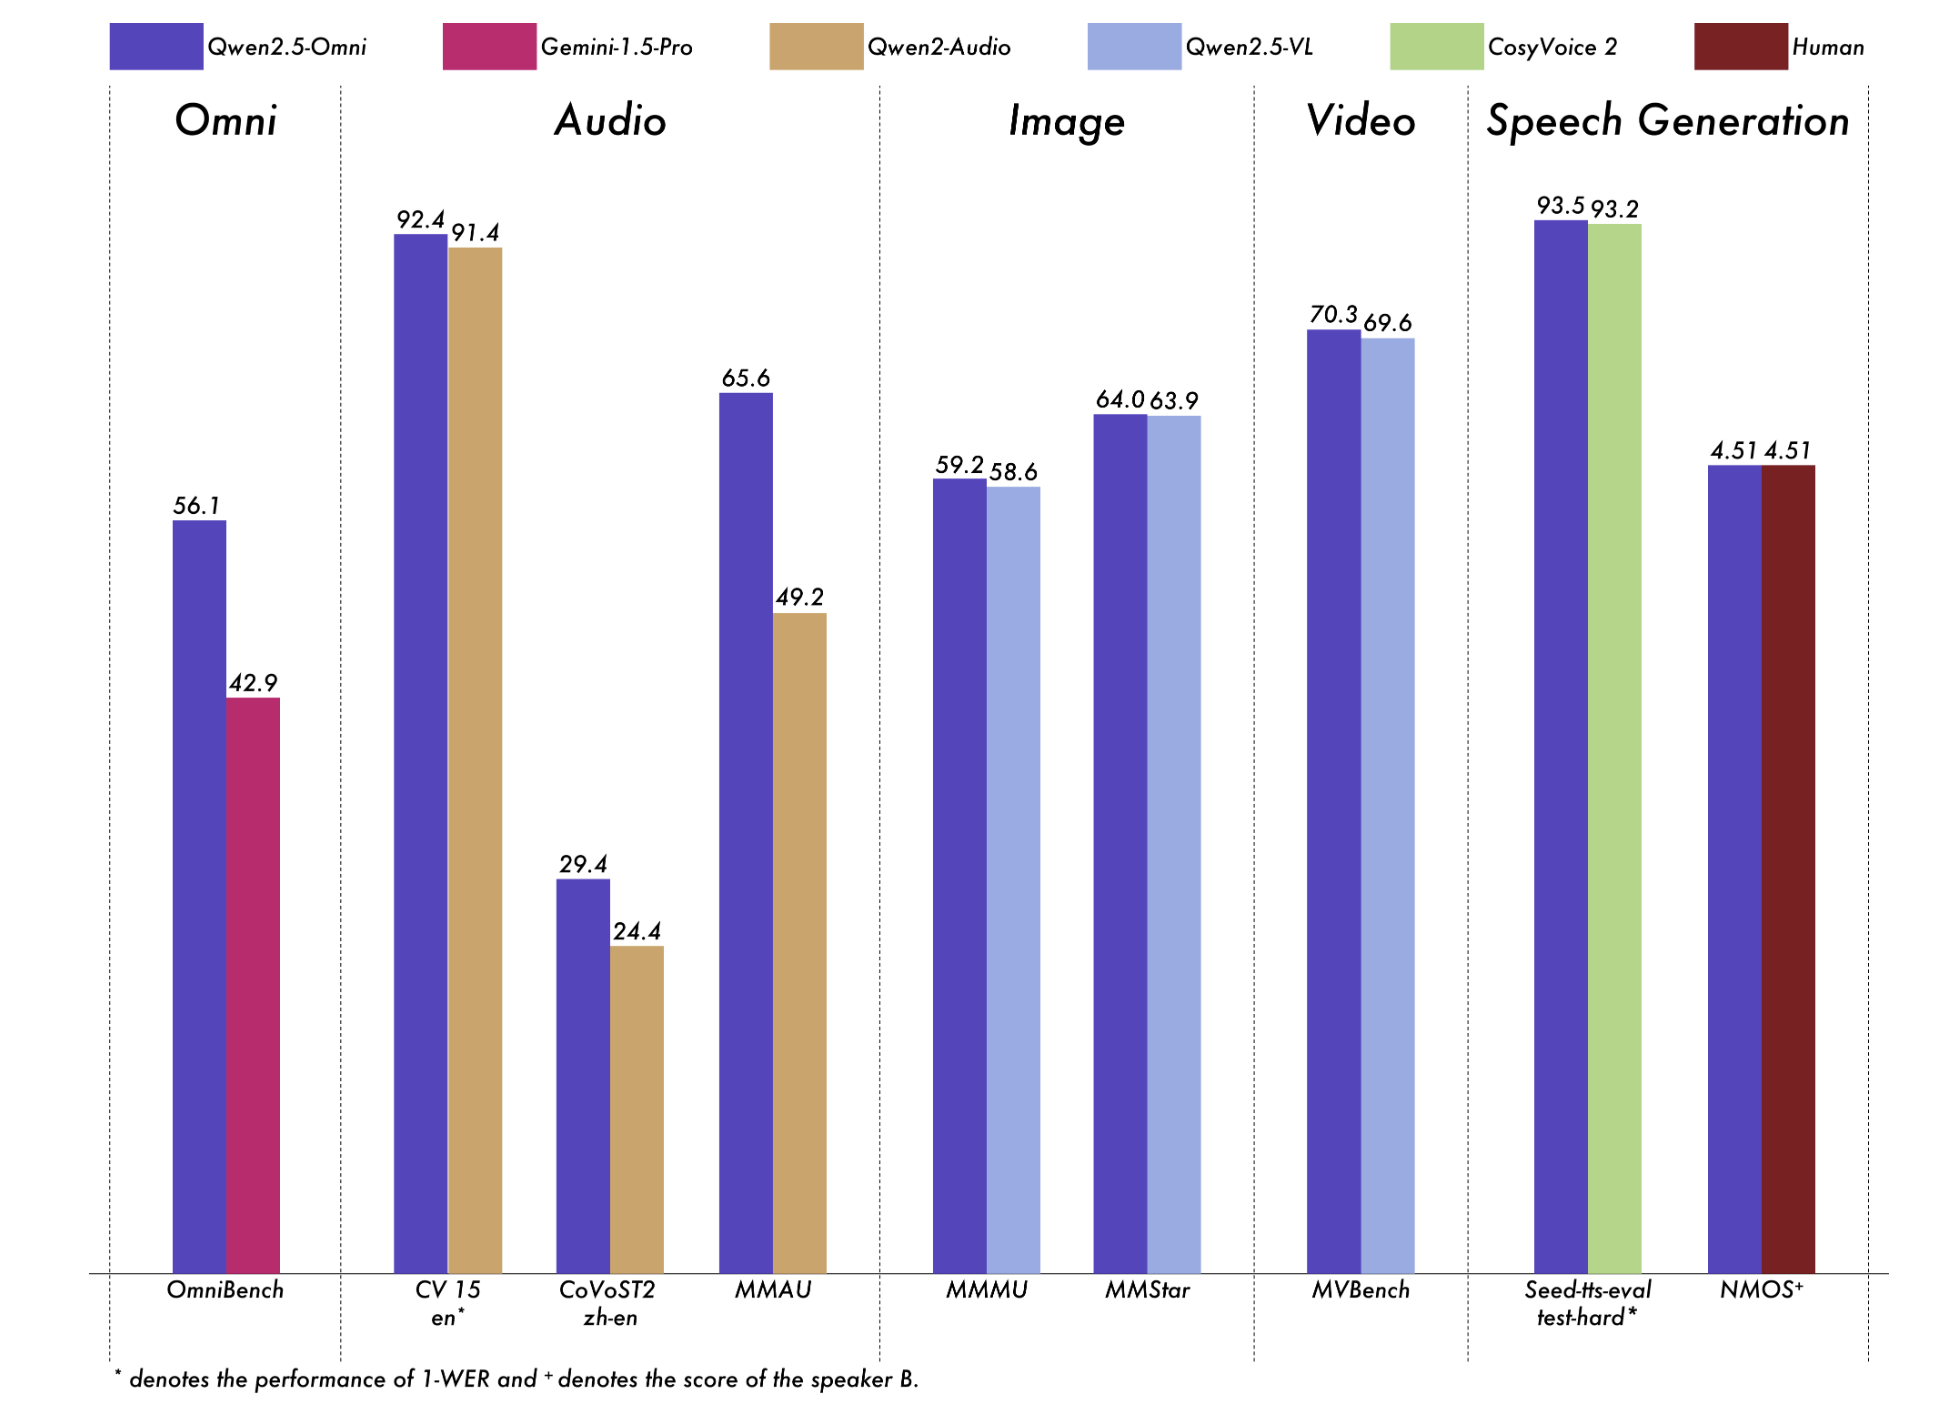 Qwen2.5-Omni Gemini-1.5-Pro Qwen2-Audio Qwen2.5-VL CosyVoice 2 Human
Omni Audio Image Video Speech Generation
92.4 91.4 93.5 93.2
70.3 69.6
65.6
64.0 63.9
59.2 58.6
4.51 4.51
56.1
49.2
42.9
29.4
24.4
OmniBench CV 15 CoVoST2 MMAU MMMU MMStar MVBench Seed-tts-eval NMOS⁺
en* zh-en test-hard*
* denotes the performance of 1-WER and ⁺ denotes the score of the speaker B.